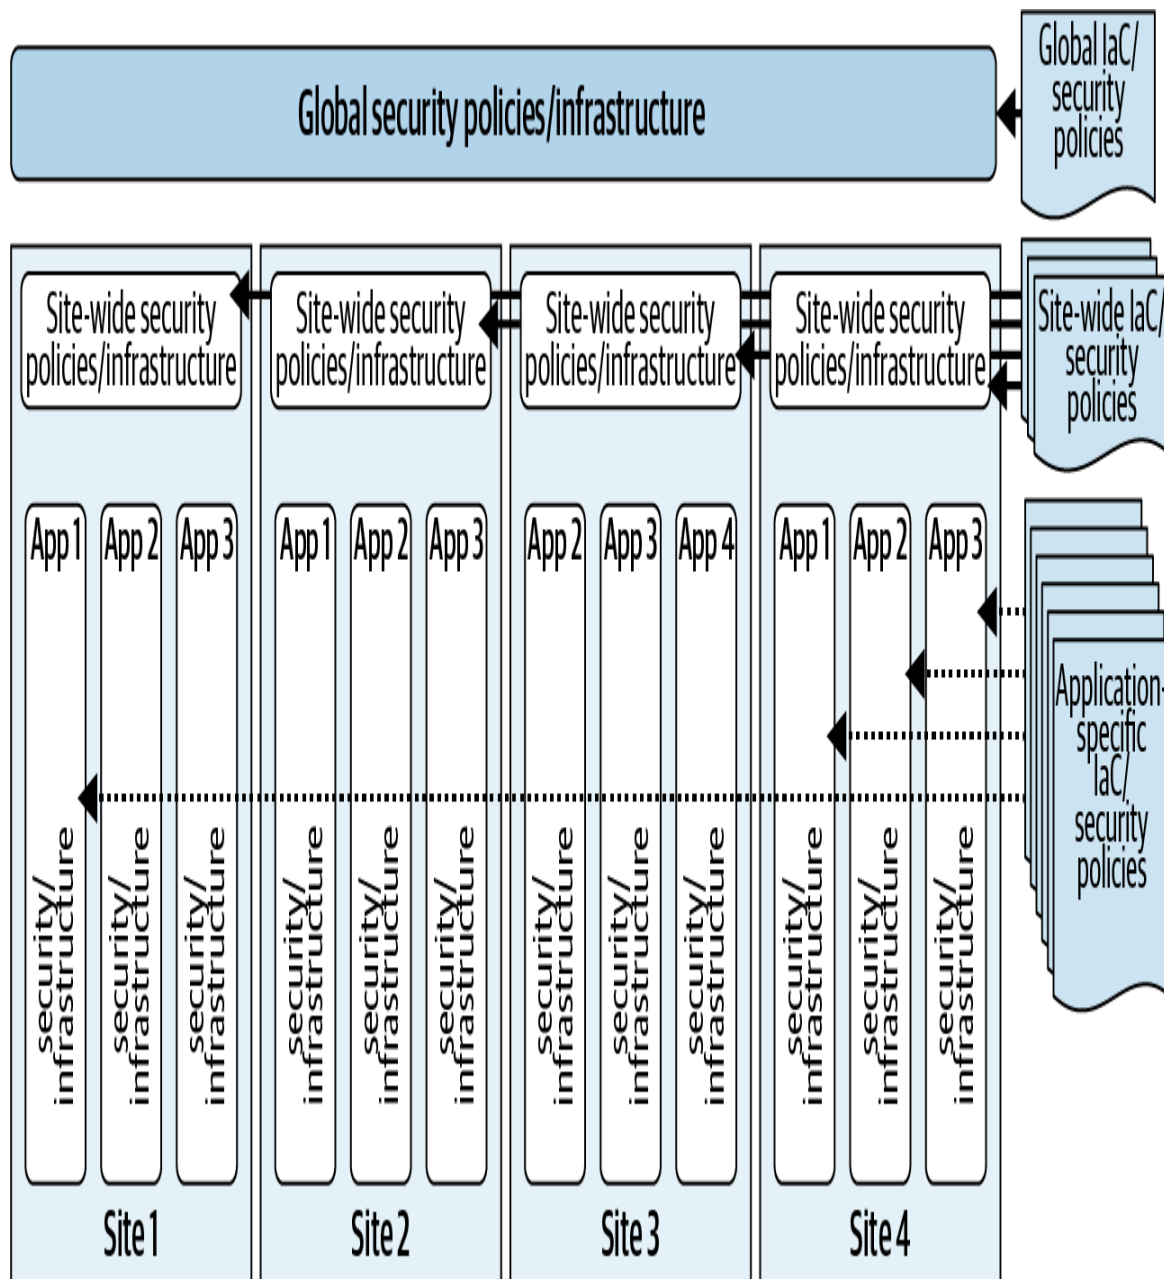 Global IaC/
security
policies
Global security policies/infrastructure
Site-wide security
policies/infrastructure
Site-wide security
policies/infrastructure
Site-wide security
policies/infrastructure
Site-wide security
policies/infrastructure
Site-wide IaC/
security
policies
App 1
security/
infrastructure
App 2
security/
infrastructure
App 3
security/
infrastructure
Site 1
App 1
security/
infrastructure
App 2
security/
infrastructure
App 3
security/
infrastructure
Site 2
App 2
security/
infrastructure
App 3
security/
infrastructure
App 4
security/
infrastructure
Site 3
App 1
security/
infrastructure
App 2
security/
infrastructure
App 3
security/
infrastructure
Site 4
Application-
specific
IaC/
security
policies